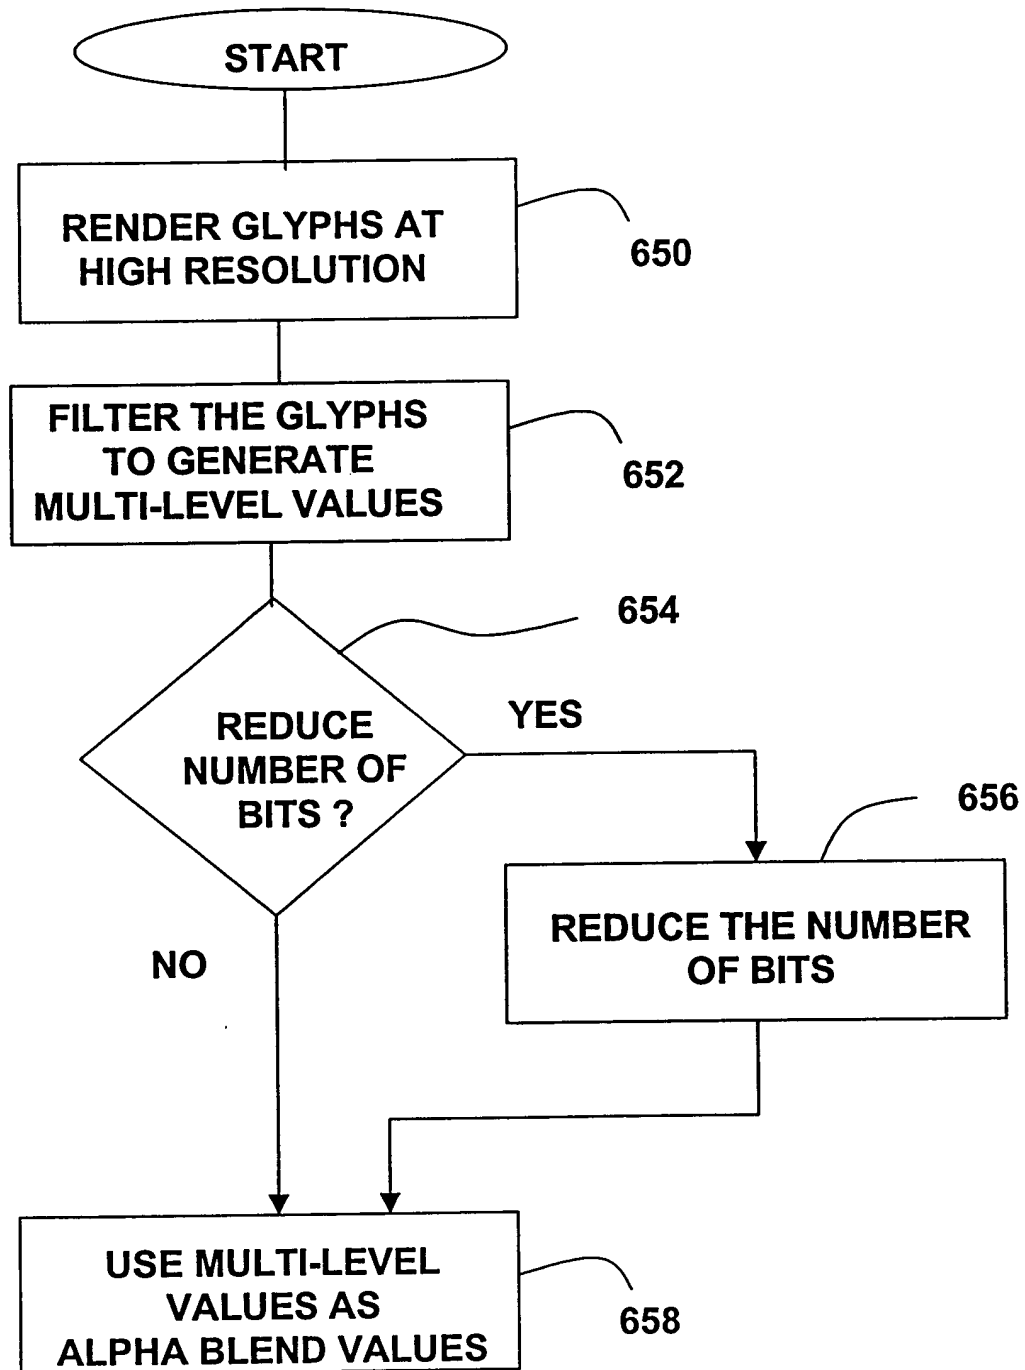 START
RENDER GLYPHS AT
HIGH RESOLUTION
650
FILTER THE GLYPHS
TO GENERATE
MULTI-LEVEL VALUES
652
654
REDUCE
NUMBER OF
BITS ?
YES
656
REDUCE THE NUMBER
OF BITS
NO
USE MULTI-LEVEL
VALUES AS
ALPHA BLEND VALUES
658